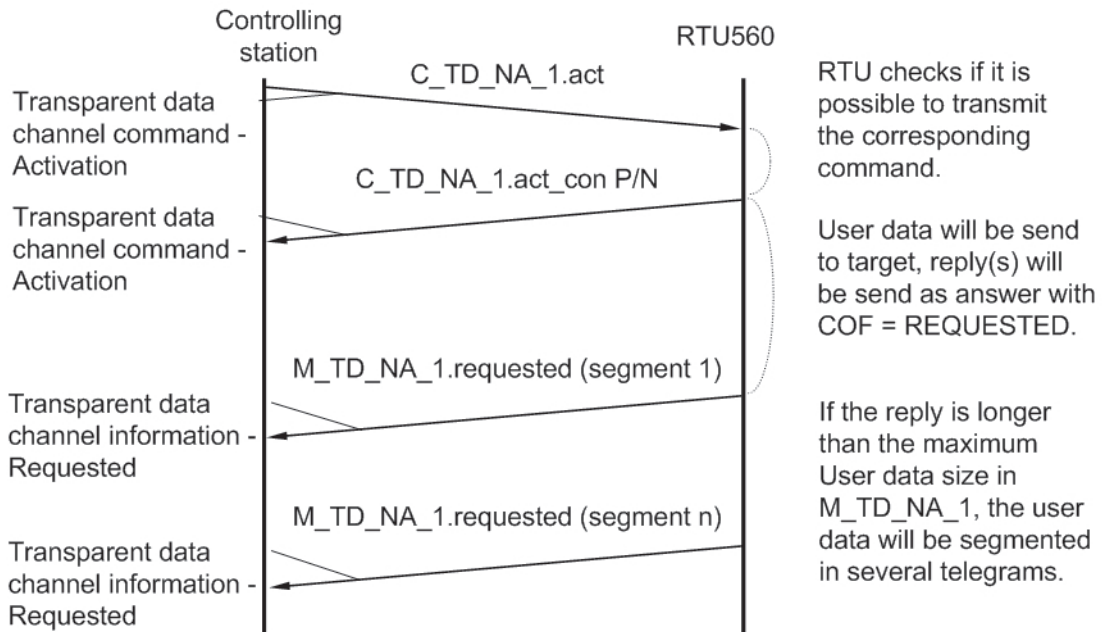 Controlling
station
RTU560
C_TD_NA_1.act
Transparent data
channel command -
Activation
RTU checks if it is
possible to transmit
the corresponding
command.
C_TD_NA_1.act_con P/N
Transparent data
channel command -
Activation
User data will be send
to target, reply(s) will
be send as answer with
COF = REQUESTED.
M_TD_NA_1.requested (segment 1)
Transparent data
channel information -
Requested
If the reply is longer
than the maximum
User data size in
M_TD_NA_1, the user
data will be segmented
in several telegrams.
M_TD_NA_1.requested (segment n)
Transparent data
channel information -
Requested